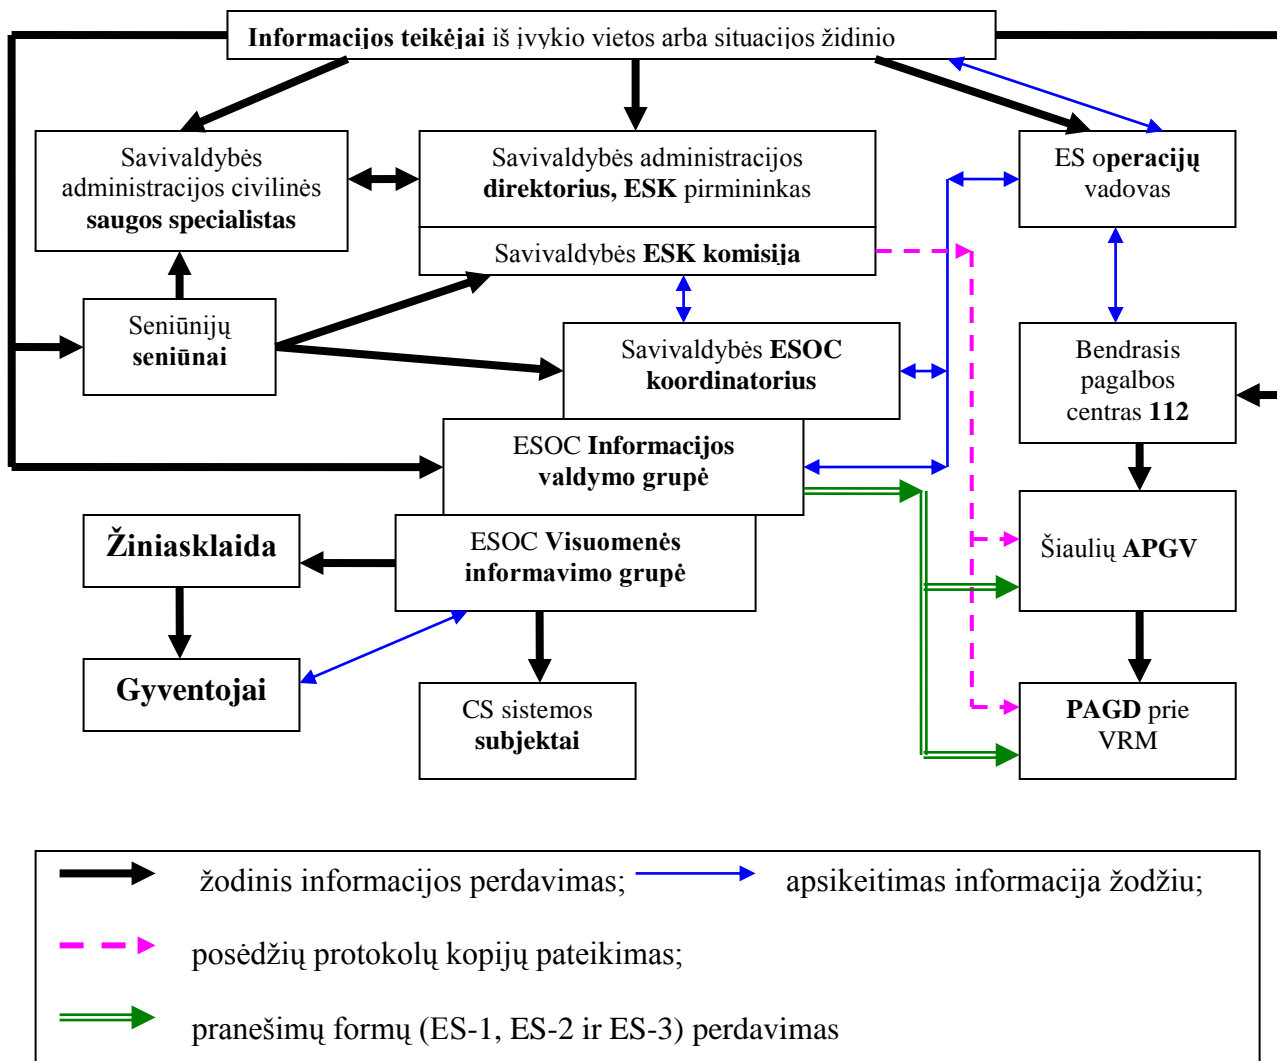 Informacijos teikėjai iš įvykio vietos arba situacijos židinio
Savivaldybės
administracijos civilinės
saugos specialistas
Savivaldybės administracijos
direktorius, ESK pirmininkas
ES operacijų
vadovas
Savivaldybės ESK komisija
Seniūnijų
seniūnai
Savivaldybės ESOC
koordinatorius
Bendrasis
pagalbos
centras 112
ESOC Informacijos
valdymo grupė
Žiniasklaida
ESOC Visuomenės
informavimo grupė
Šiaulių APGV
Gyventojai
CS sistemos
subjektai
PAGD prie
VRM
žodinis informacijos perdavimas;
apsikeitimas informacija žodžiu;
posėdžių protokolų kopijų pateikimas;
pranešimų formų (ES-1, ES-2 ir ES-3) perdavimas